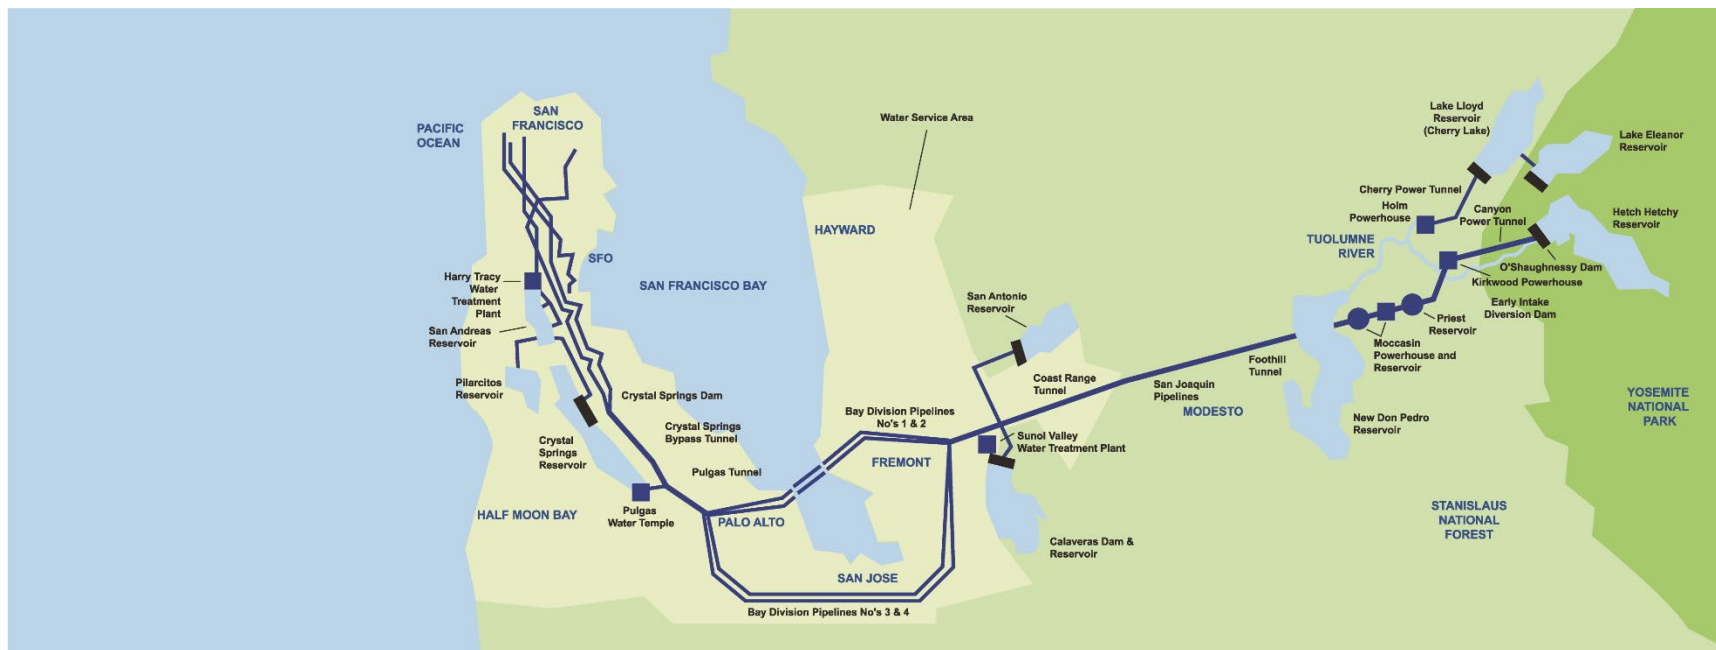 PACIFIC
OCEAN
SAN
FRANCISCO
Water Service Area
Lake Lloyd
Reservoir
(Cherry Lake)
Lake Eleanor
Reservoir
Cherry Power Tunnel
Holm
Powerhouse
Canyon
Power Tunnel
Hetch Hetchy
Reservoir
HAYWARD
TUOLUMNE
RIVER
SFO
SAN FRANCISCO BAY
O'Shaughnessy Dam
Kirkwood Powerhouse
Harry Tracy
Water
Treatment
Plant
San Andreas
Reservoir
San Antonio
Reservoir
Early Intake
Diversion Dam
Priest
Reservoir
Moccasin
Powerhouse and
Reservoir
Foothill
Tunnel
Pilarcitos
Reservoir
Crystal Springs Dam
Coast Range
Tunnel
San Joaquin
Pipelines
MODESTO
YOSEMITE
NATIONAL
PARK
Bay Division Pipelines
No's 1 & 2
New Don Pedro
Reservoir
Crystal Springs
Bypass Tunnel
Crystal
Springs
Reservoir
Sunol Valley
Water Treatment Plant
FREMONT
Pulgas Tunnel
HALF MOON BAY
Pulgas
Water Temple
PALO ALTO
STANISLAUS
NATIONAL
FOREST
Calaveras Dam &
Reservoir
SAN JOSE
Bay Division Pipelines No's 3 & 4